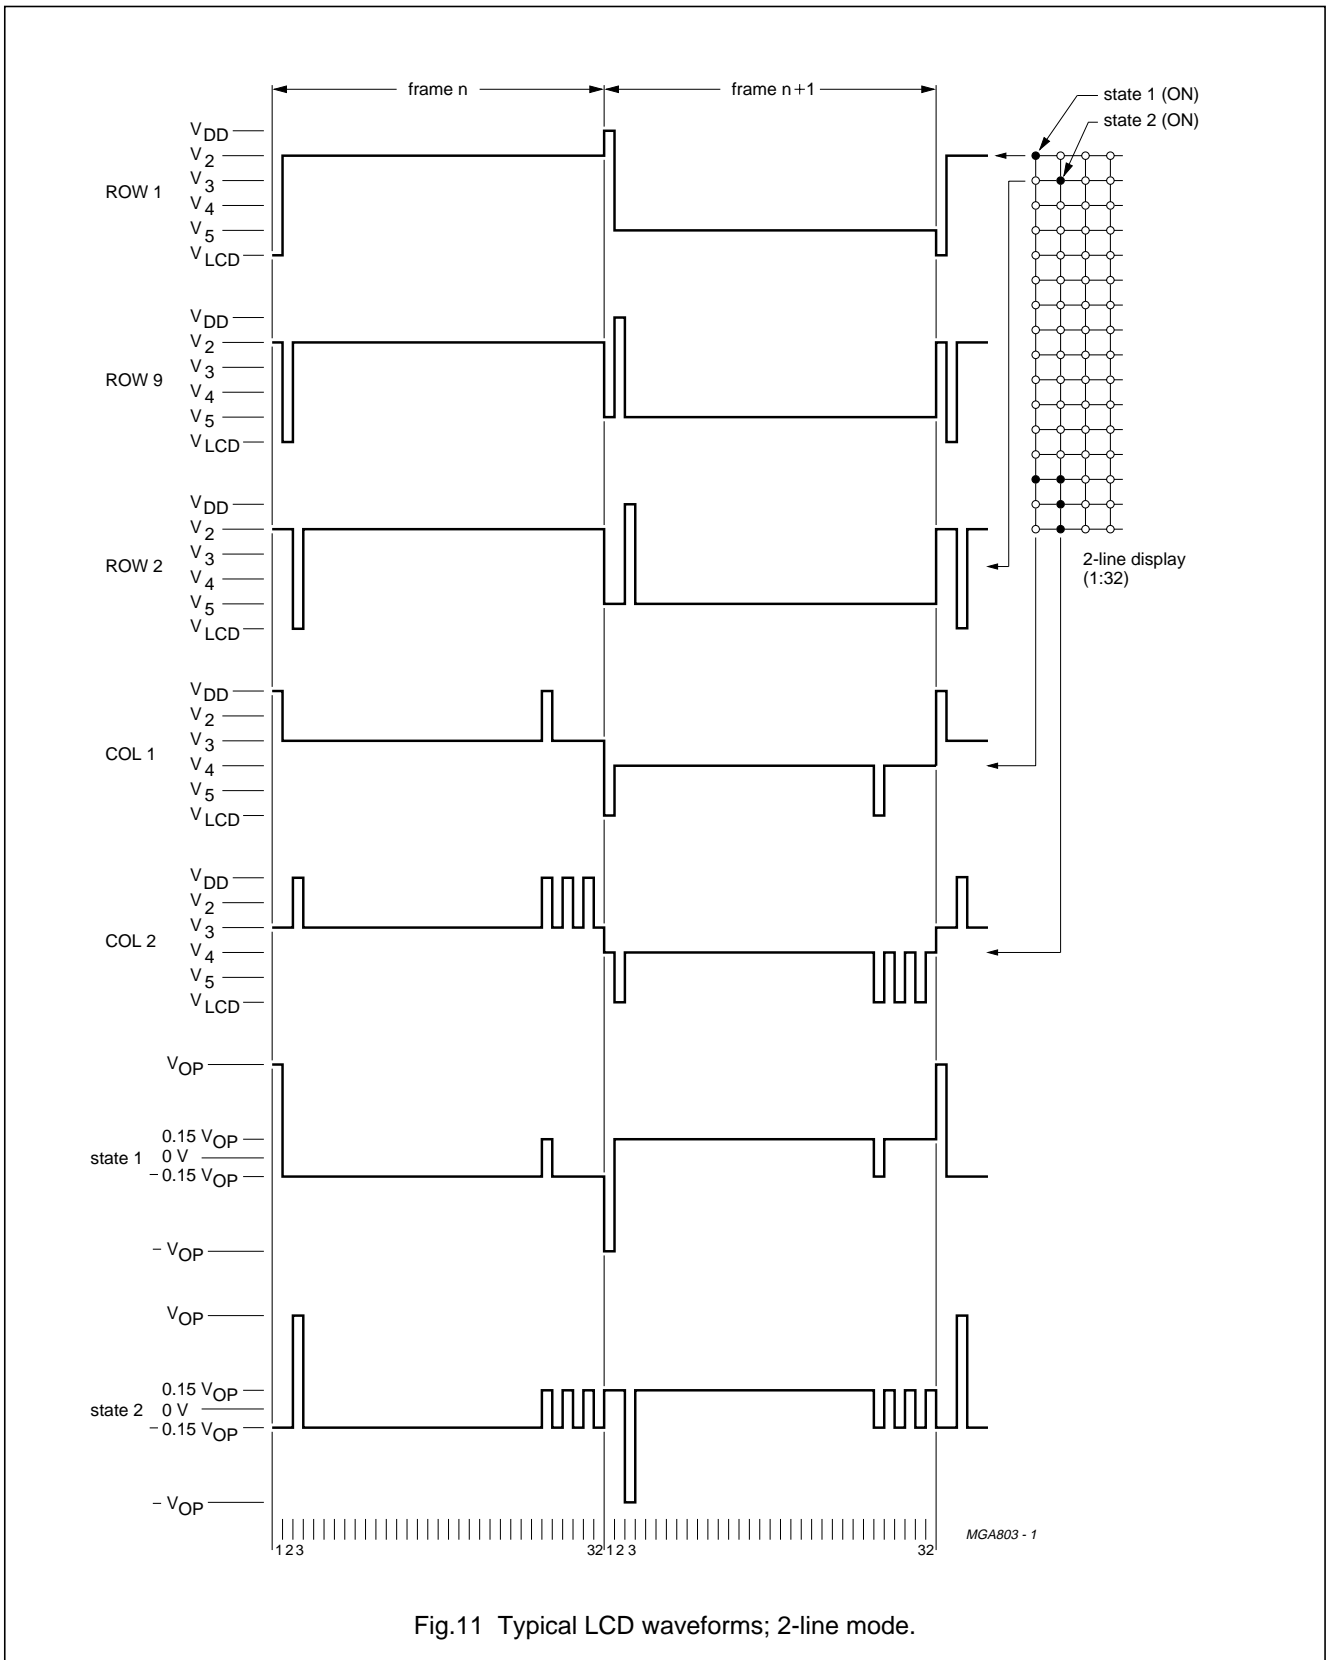 frame n
frame n+1
state 1 (ON)
state 2 (ON)
ROW 1
VDD
V2
V3
V4
V5
VLCD
ROW 9
VDD
V2
V3
V4
V5
VLCD
ROW 2
VDD
V2
V3
V4
V5
VLCD
2-line display
(1:32)
COL 1
VDD
V2
V3
V4
V5
VLCD
COL 2
VDD
V2
V3
V4
V5
VLCD
VOP
0.15 VOP
state 1
0 V
−0.15 VOP
−VOP
VOP
0.15 VOP
state 2
0 V
−0.15 VOP
−VOP
1 2 3
32
1 2 3
32
MGA803 - 1
Fig.11 Typical LCD waveforms; 2-line mode.